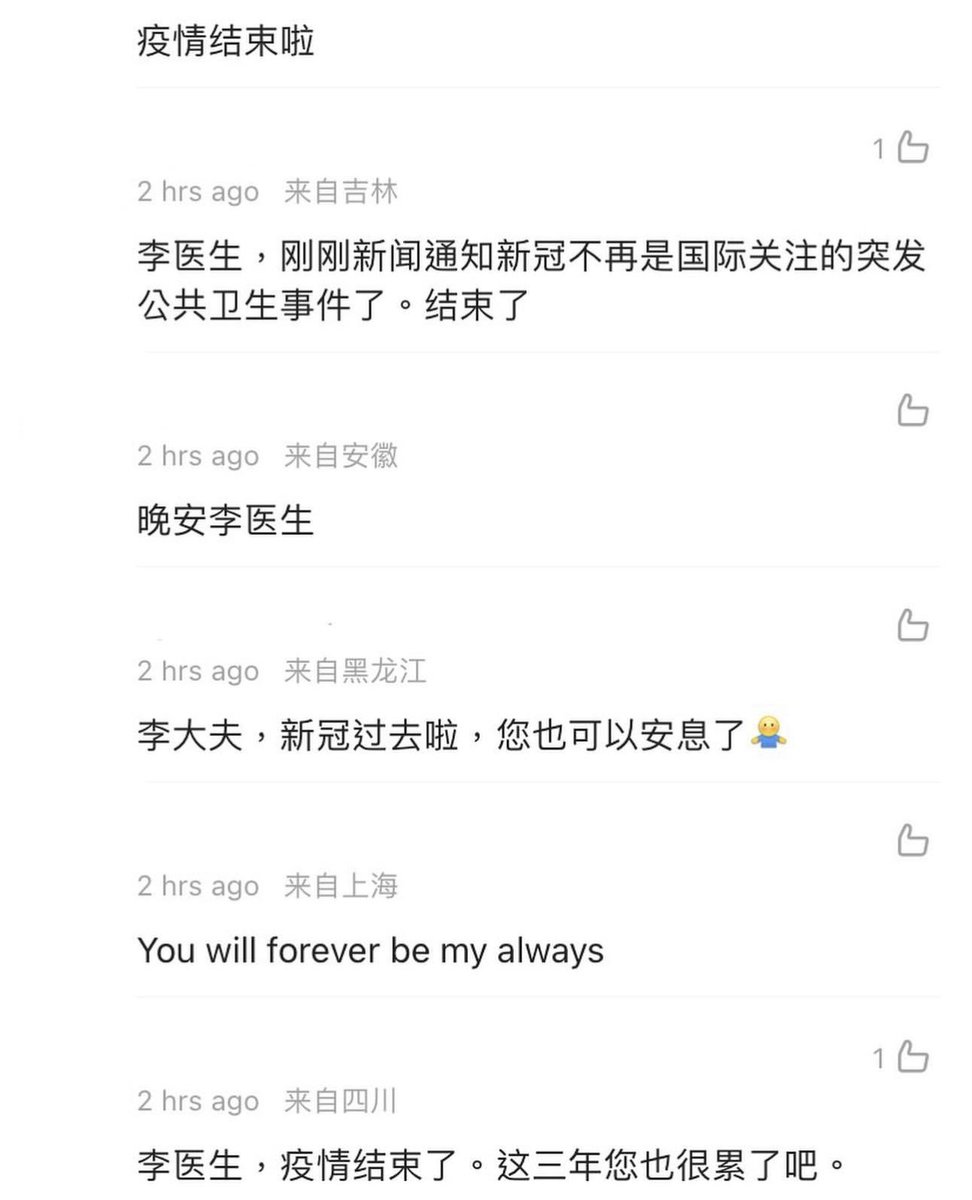 疫情结束啦
1
2 hrs ago 来自吉林
李医生，刚刚新闻通知新冠不再是国际关注的突发
公共卫生事件了。结束了
2 hrs ago 来自安徽
晚安李医生
2 hrs ago 来自黑龙江
李大夫，新冠过去啦，您也可以安息了
2 hrs ago 来自上海
You will forever be my always
1
2 hrs ago 来自四川
李医生，疫情结束了。这三年您也很累了吧。